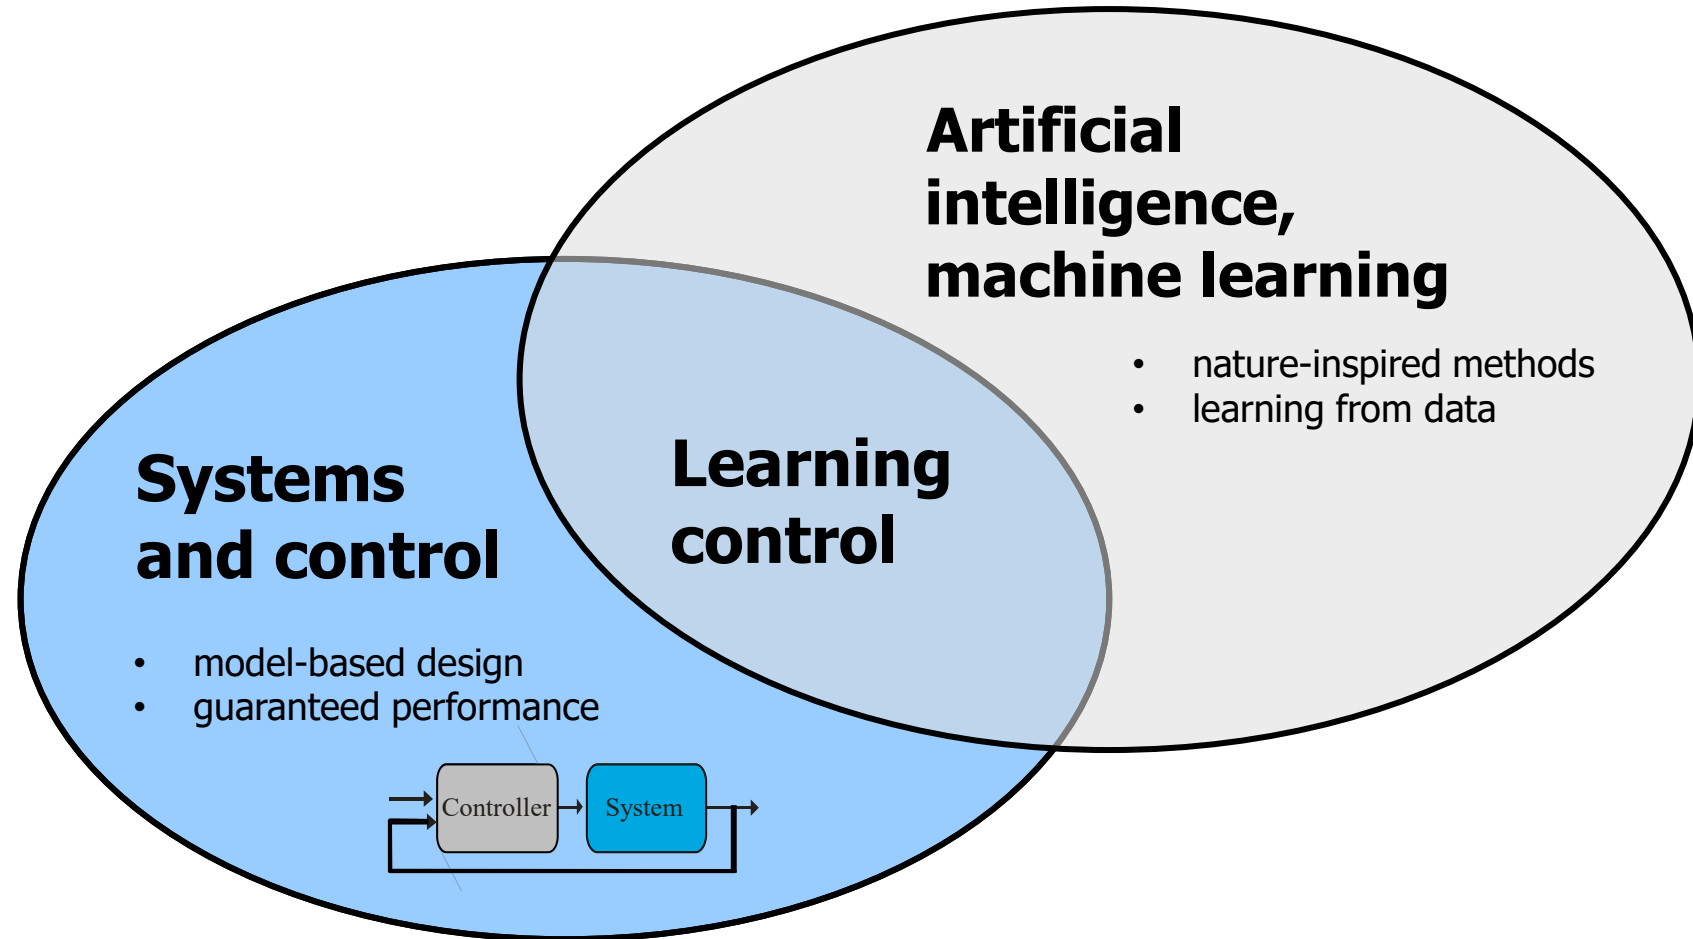 Artificial
intelligence,
machine learning
• nature-inspired methods
• learning from data
Systems
and control
• model-based design
• guaranteed performance
Learning
control
Controller
System